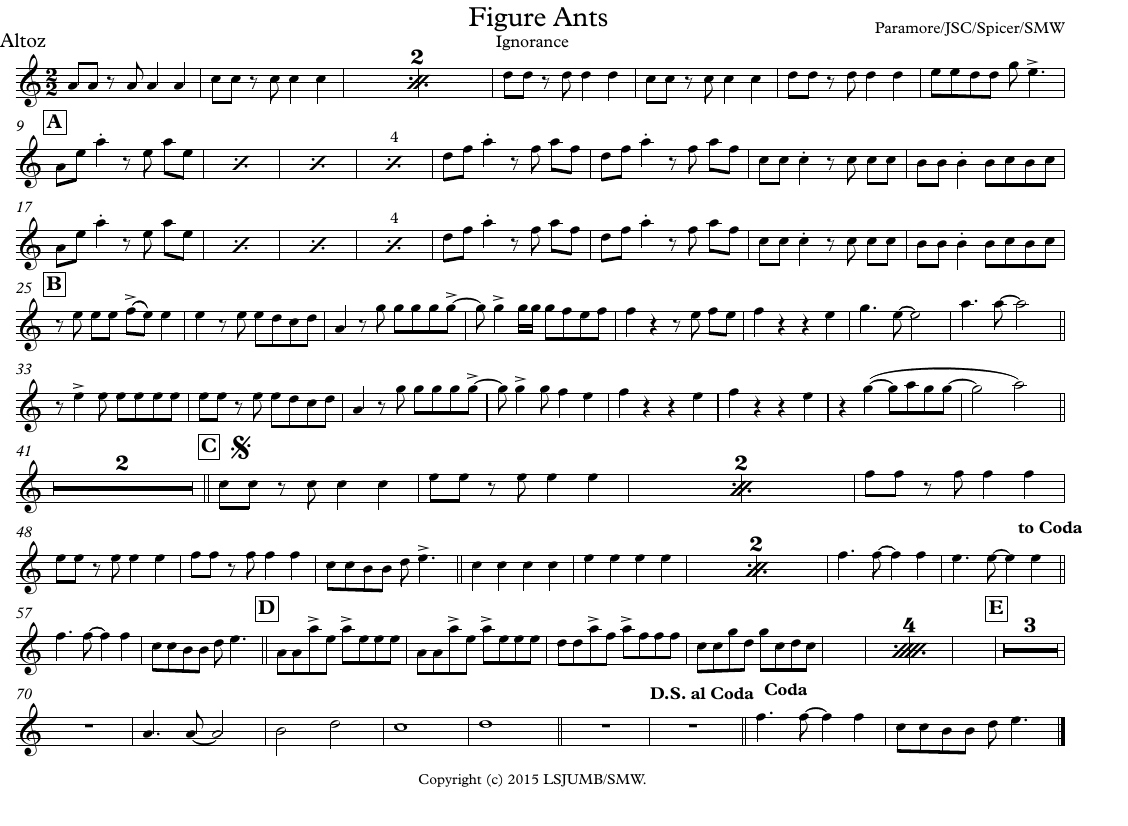 Figure Ants
Altoz
Ignorance
Paramore/JSC/Spicer/SMW
2
2
2
9
A
4
17
4
25
B
33
41
2
C
2
48
2
to Coda
57
D
4
E
3
70
D.S. al Coda
Coda
Copyright (c) 2015 LSJUMB/SMW.